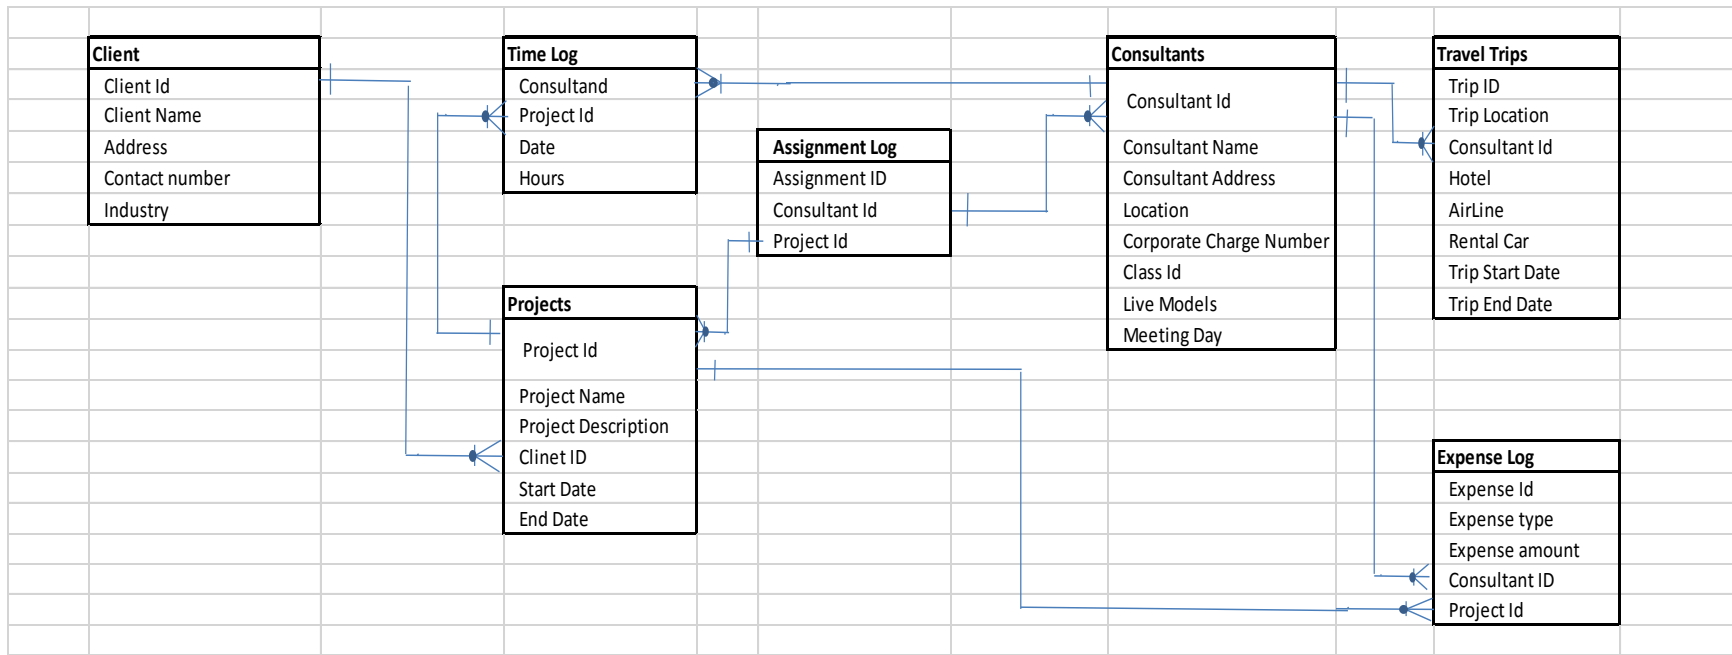 Client
Client Id
Client Name
Address
Contact number
Industry
Time Log
Consultand
Project Id
Date
Hours
Assignment Log
Assignment ID
Consultant Id
Project Id
Projects
Project Id
Project Name
Project Description
Clinet ID
Start Date
End Date
Consultants
Consultant Id
Consultant Name
Consultant Address
Location
Corporate Charge Number
Class Id
Live Models
Meeting Day
Travel Trips
Trip ID
Trip Location
Consultant Id
Hotel
AirLine
Rental Car
Trip Start Date
Trip End Date
Expense Log
Expense Id
Expense type
Expense amount
Consultant ID
Project Id